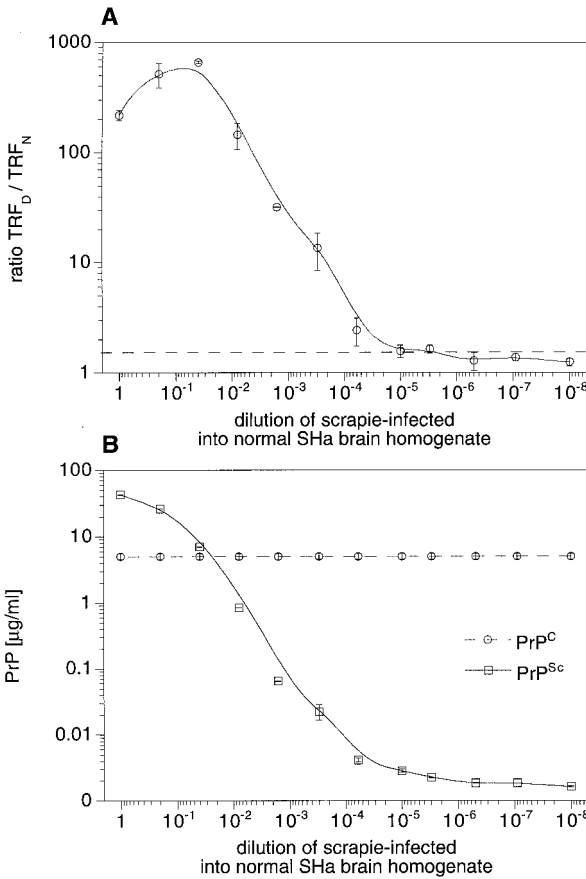 A
1000
100
10
1
ratio TRF_D / TRF_N
1 10⁻¹ 10⁻² 10⁻³ 10⁻⁴ 10⁻⁵ 10⁻⁶ 10⁻⁷ 10⁻⁸
dilution of scrapie-infected
into normal SHa brain homogenate
B
100
10
1
0.1
0.01
0
PrP [µg/ml]
PrP^C
PrP^Sc
1 10⁻¹ 10⁻² 10⁻³ 10⁻⁴ 10⁻⁵ 10⁻⁶ 10⁻⁷ 10⁻⁸
dilution of scrapie-infected
into normal SHa brain homogenate